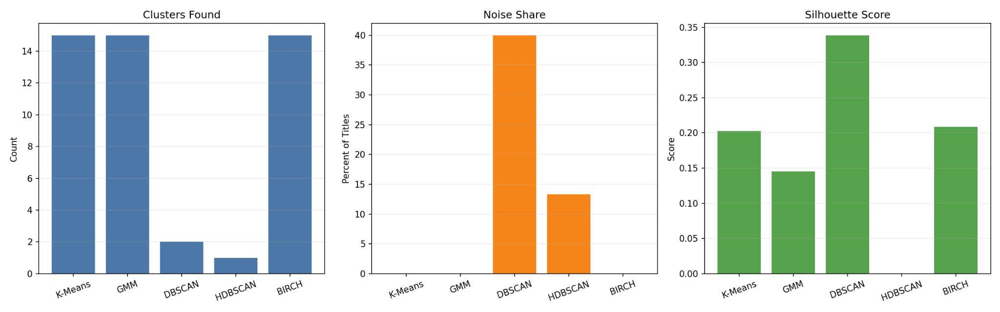 Clusters Found
Count
14
12
10
8
6
4
2
0
K-Means
GMM
DBSCAN
HDBSCAN
BIRCH
Noise Share
Percent of Titles
40
35
30
25
20
15
10
5
0
K-Means
GMM
DBSCAN
HDBSCAN
BIRCH
Silhouette Score
Score
0.35
0.30
0.25
0.20
0.15
0.10
0.05
0.00
K-Means
GMM
DBSCAN
HDBSCAN
BIRCH